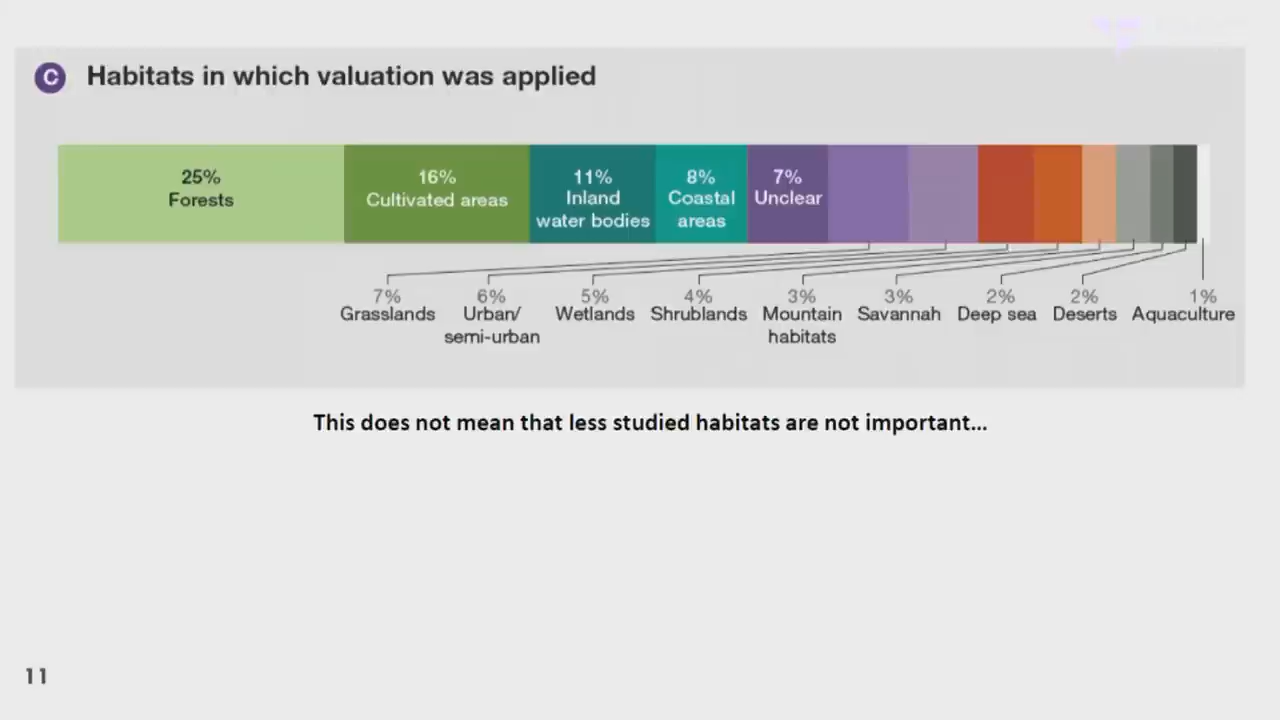 C Habitats in which valuation was applied
25%
Forests
16%
Cultivated areas
11%
Inland
water bodies
8%
Coastal
areas
7%
Unclear
7%
Grasslands
6%
Urban/
semi-urban
5%
Wetlands
4%
Shrublands
3%
Mountain
habitats
3%
Savannah
2%
Deep sea
2%
Deserts
1%
Aquaculture
This does not mean that less studied habitats are not important...
11